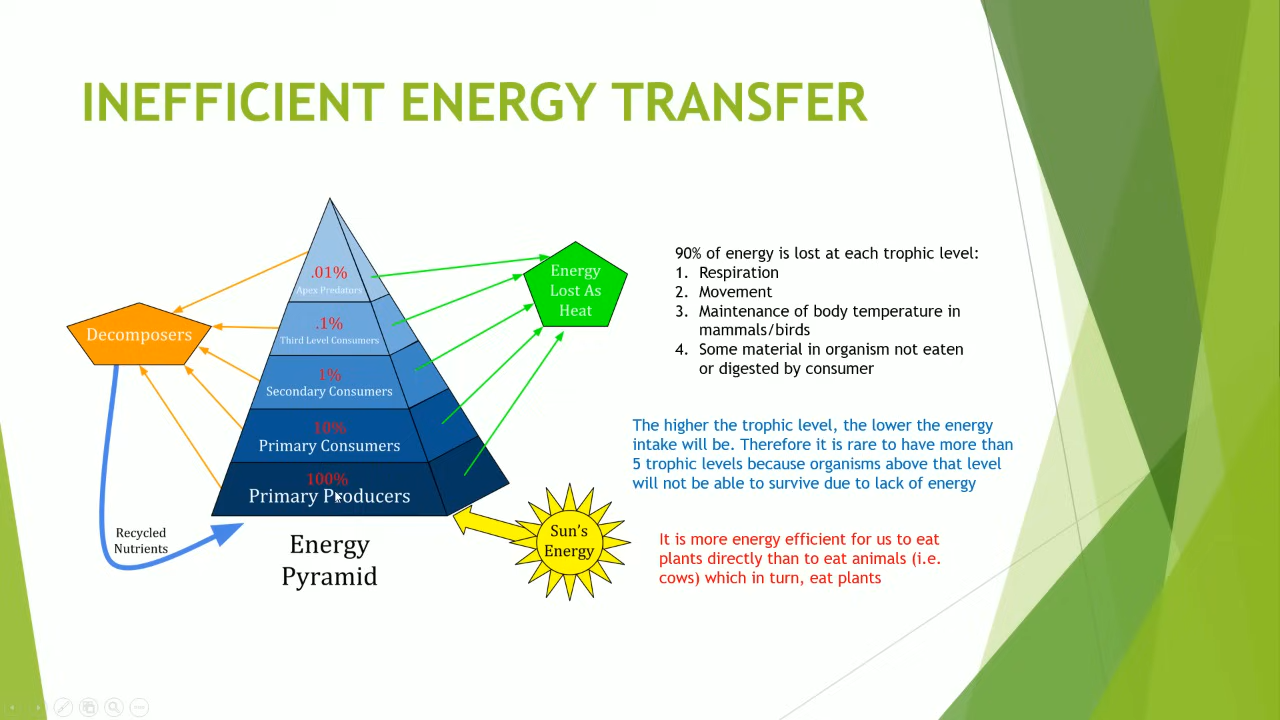 INEFFICIENT ENERGY TRANSFER
.01%
Apex Predators
.1%
Third Level Consumers
1%
Secondary Consumers
10%
Primary Consumers
100%
Primary Producers
Decomposers
Energy
Lost As
Heat
Recycled
Nutrients
Sun's
Energy
Energy
Pyramid
90% of energy is lost at each trophic level:
1. Respiration
2. Movement
3. Maintenance of body temperature in
mammals/birds
4. Some material in organism not eaten
or digested by consumer
The higher the trophic level, the lower the energy
intake will be. Therefore it is rare to have more than
5 trophic levels because organisms above that level
will not be able to survive due to lack of energy
It is more energy efficient for us to eat
plants directly than to eat animals (i.e.
cows) which in turn, eat plants